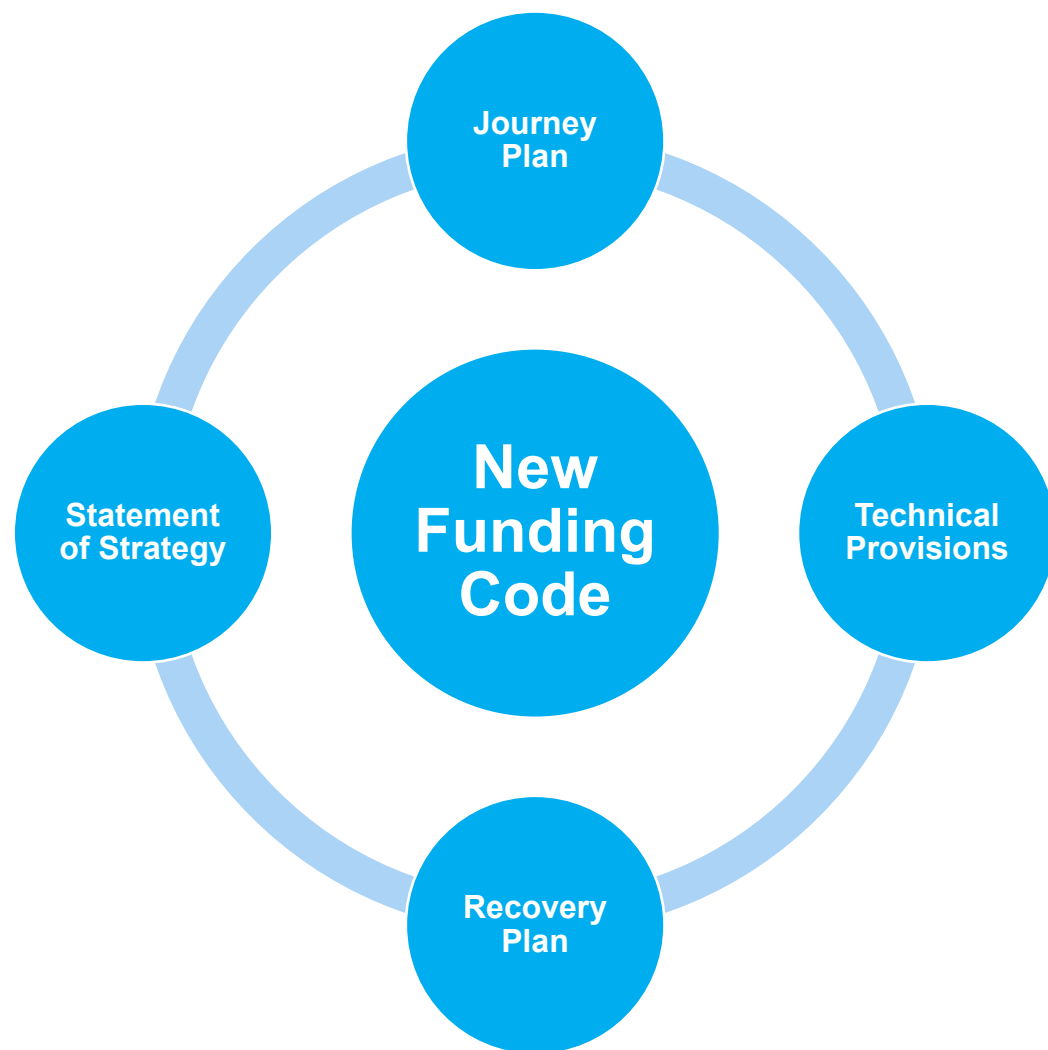 Journey
Plan
New
Funding
Code
Statement
of Strategy
Technical
Provisions
Recovery
Plan